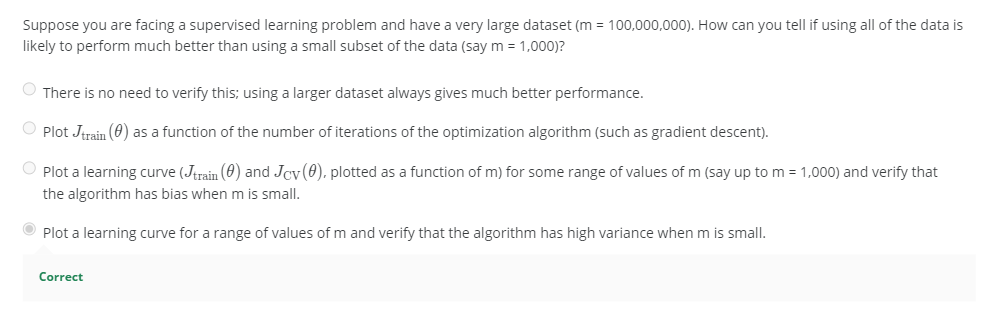 Suppose you are facing a supervised learning problem and have a very large dataset (m = 100,000,000). How can you tell if using all of the data is
likely to perform much better than using a small subset of the data (say m = 1,000)?
There is no need to verify this; using a larger dataset always gives much better performance.
Plot J_train(θ) as a function of the number of iterations of the optimization algorithm (such as gradient descent).
Plot a learning curve (J_train(θ) and J_CV(θ), plotted as a function of m) for some range of values of m (say up to m = 1,000) and verify that
the algorithm has bias when m is small.
Plot a learning curve for a range of values of m and verify that the algorithm has high variance when m is small.
Correct